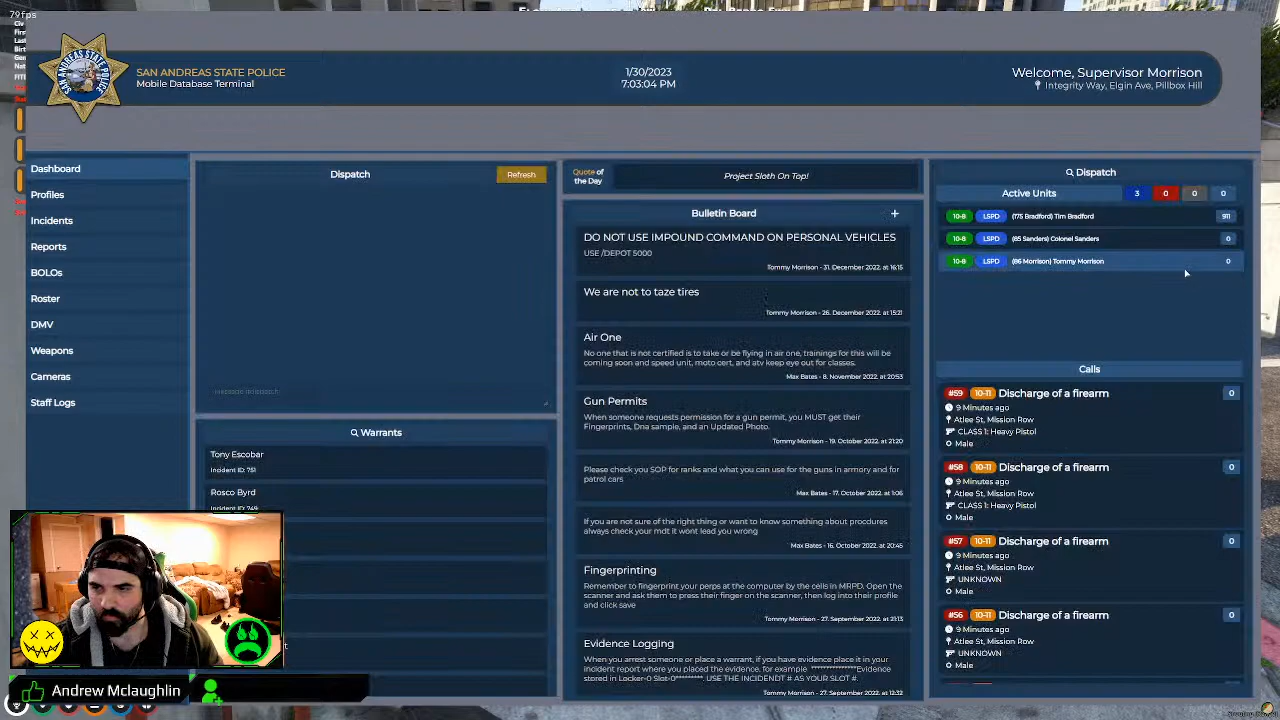 79fps
SAN ANDREAS STATE POLICE
Mobile Database Terminal
1/30/2023
7:03:04 PM
Welcome, Supervisor Morrison
Integrity Way, Elgin Ave, Pillbox Hill
Dashboard
Profiles
Incidents
Reports
BOLOs
Roster
DMV
Weapons
Cameras
Staff Logs
Dispatch
Refresh
Warrants
Tony Escobar
Incident ID: 751
Rosco Byrd
Incident ID: 749
Quote of
the Day
Project Sloth On Top!
Bulletin Board
+
DO NOT USE IMPOUND COMMAND ON PERSONAL VEHICLES
USE /DEPOT 5000
Tommy Morrison - 31. December 2022. at 16:15
We are not to taze tires
Tommy Morrison - 26. December 2022. at 15:21
Air One
No one that is not certified is to take or be flying in air one, trainings for this will be
coming soon and speed unit, moto cert, and atv keep eye out for classes.
Max Bates - 8. November 2022. at 20:53
Gun Permits
When someone requests permission for a gun permit, you MUST get their
Fingerprints, Dna sample, and an Updated Photo.
Tommy Morrison - 19. October 2022. at 21:20
Please check you SOP for ranks and what you can use for the guns in armory and for
patrol cars
Max Bates - 17. October 2022. at 1:06
If you are not sure of the right thing or want to know something about procdures
always check your mdt it wont lead you wrong
Max Bates - 16. October 2022. at 20:45
Fingerprinting
Remember to fingerprint your perps at the computer by the cells in MRPD. Open the
scanner and ask them to press their finger on the scanner, then log into their profile
and click save
Tommy Morrison - 27. September 2022. at 21:13
Evidence Logging
When you arrest someone or place a warrant, if you have evidence place it in your
incident report where you placed the evidence, for example
stored in Locker-0 Slot-0*********. USE THE INCIDENDT # AS YOUR SLOT #.
Tommy Morrison - 27. September 2022. at 12:32
Dispatch
Active Units
3 0 0 0
10-8 LSPD (175 Bradford) Tim Bradford 911
10-8 LSPD (85 Sanders) Colonel Sanders 0
10-8 LSPD (86 Morrison) Tommy Morrison 0
Calls
#59 10-11 Discharge of a firearm 0
9 Minutes ago
Atlee St, Mission Row
CLASS 1: Heavy Pistol
Male
#58 10-11 Discharge of a firearm 0
9 Minutes ago
Atlee St, Mission Row
CLASS 1: Heavy Pistol
Male
#57 10-11 Discharge of a firearm 0
9 Minutes ago
Atlee St, Mission Row
UNKNOWN
Male
#56 10-11 Discharge of a firearm 0
9 Minutes ago
Atlee St, Mission Row
UNKNOWN
Male
Andrew Mclaughlin